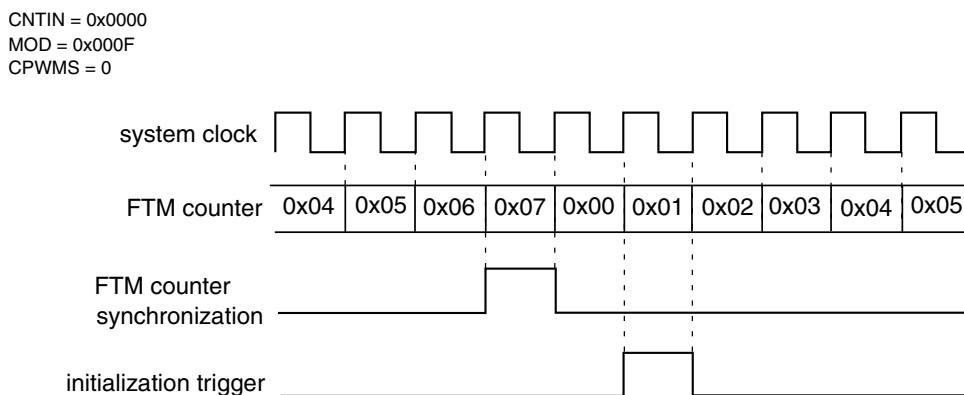 CNTIN = 0x0000
MOD = 0x000F
CPWMS = 0
system clock
FTM counter 0x04 0x05 0x06 0x07 0x00 0x01 0x02 0x03 0x04 0x05
FTM counter
synchronization
initialization trigger